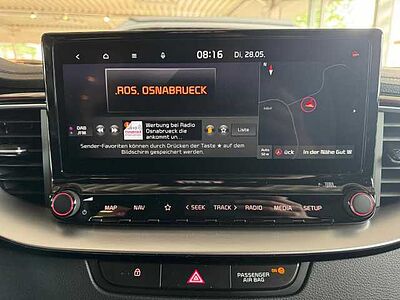 08:16 Di, 28.05.
.ROS, OSNABRUECK
N
DAB
Werbung bei Radio
Osnabrueck die
ankommt un...
Liste
Sender-Favoriten können durch Drücken der Taste ★ auf dem
Bildschirm gespeichert werden.
Auto
ück
In der Nähe Gut W
MAP NAV ☆ < SEEK TRACK > RADIO MEDIA SETUP
PASSENGER
AIR BAG